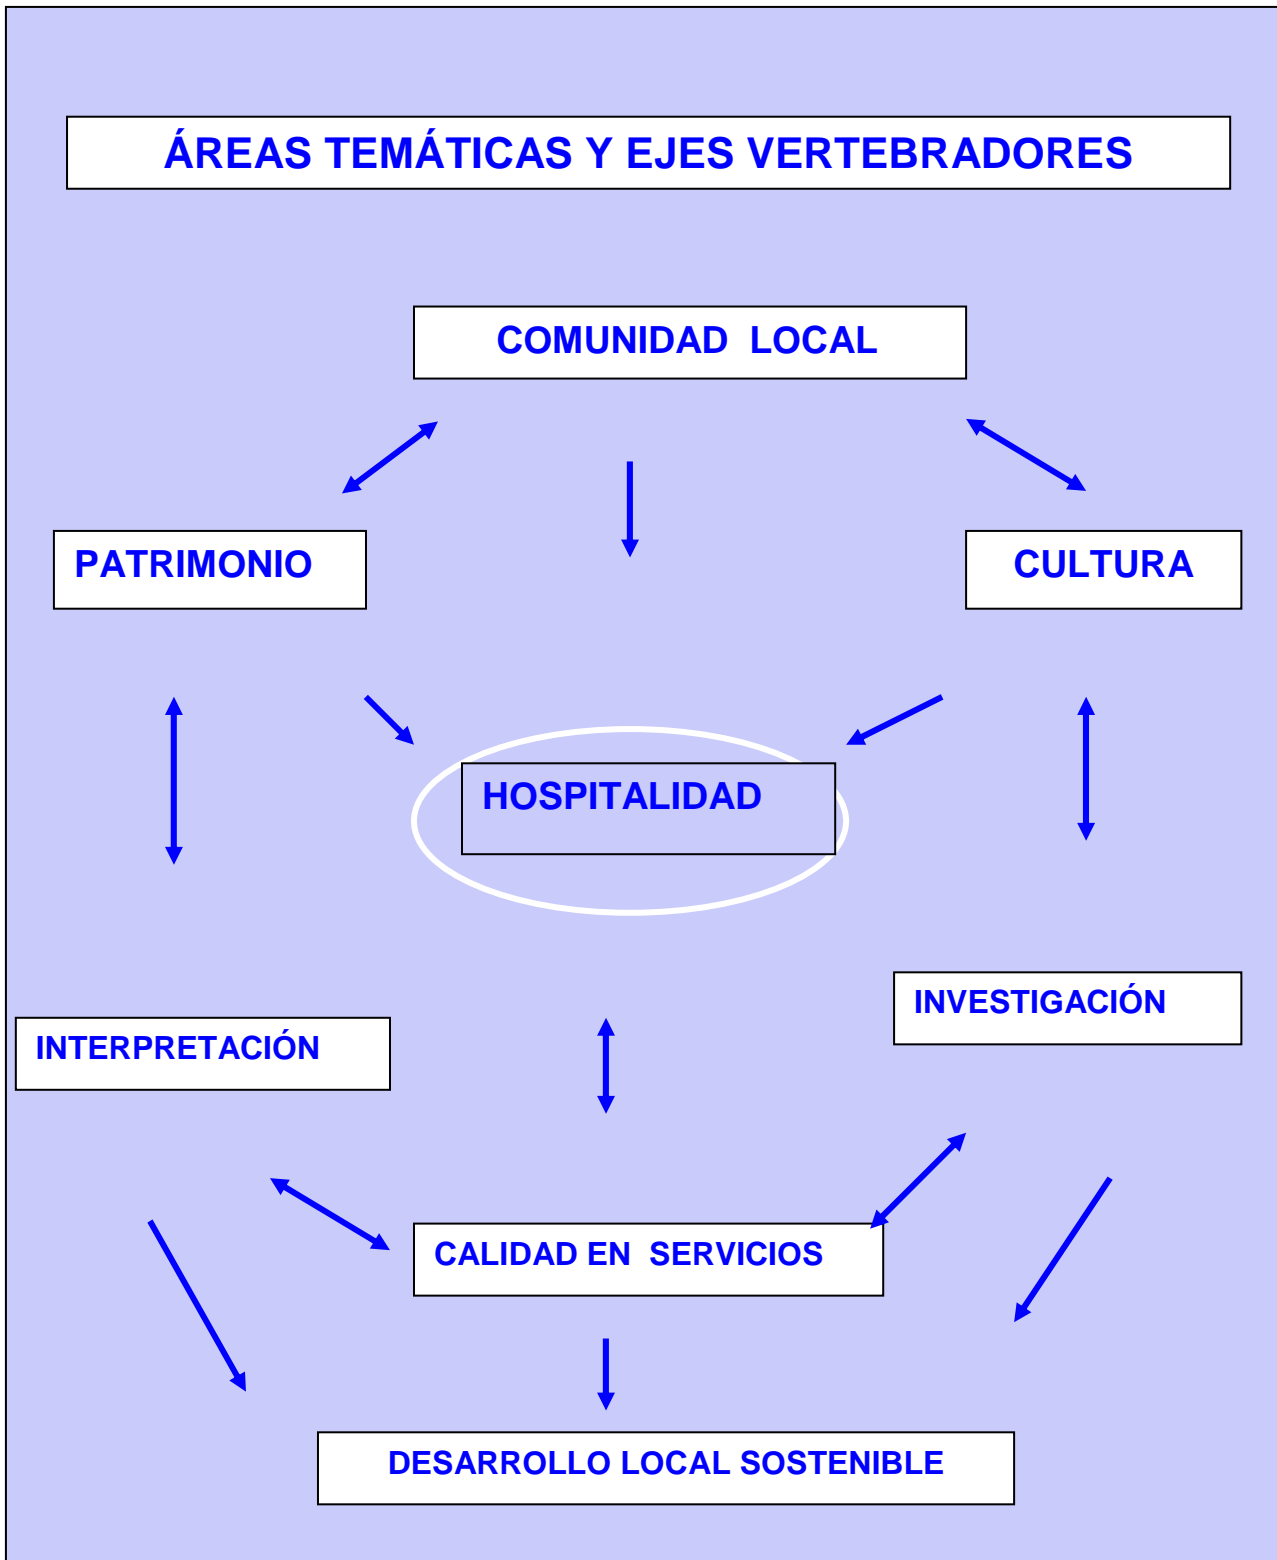 ÁREAS TEMÁTICAS Y EJES VERTEBRADORES
COMUNIDAD LOCAL
PATRIMONIO
CULTURA
HOSPITALIDAD
INVESTIGACIÓN
INTERPRETACIÓN
CALIDAD EN SERVICIOS
DESARROLLO LOCAL SOSTENIBLE